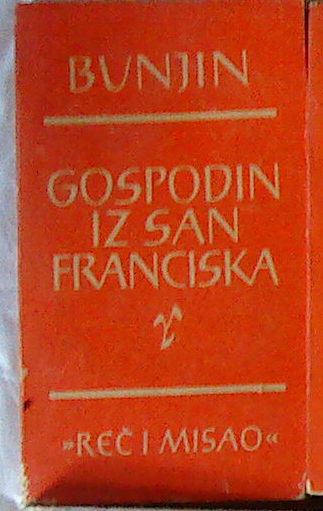 BUNJIN
GOSPODIN
IZ SAN
FRANCISKA
»REČ I MISAO«